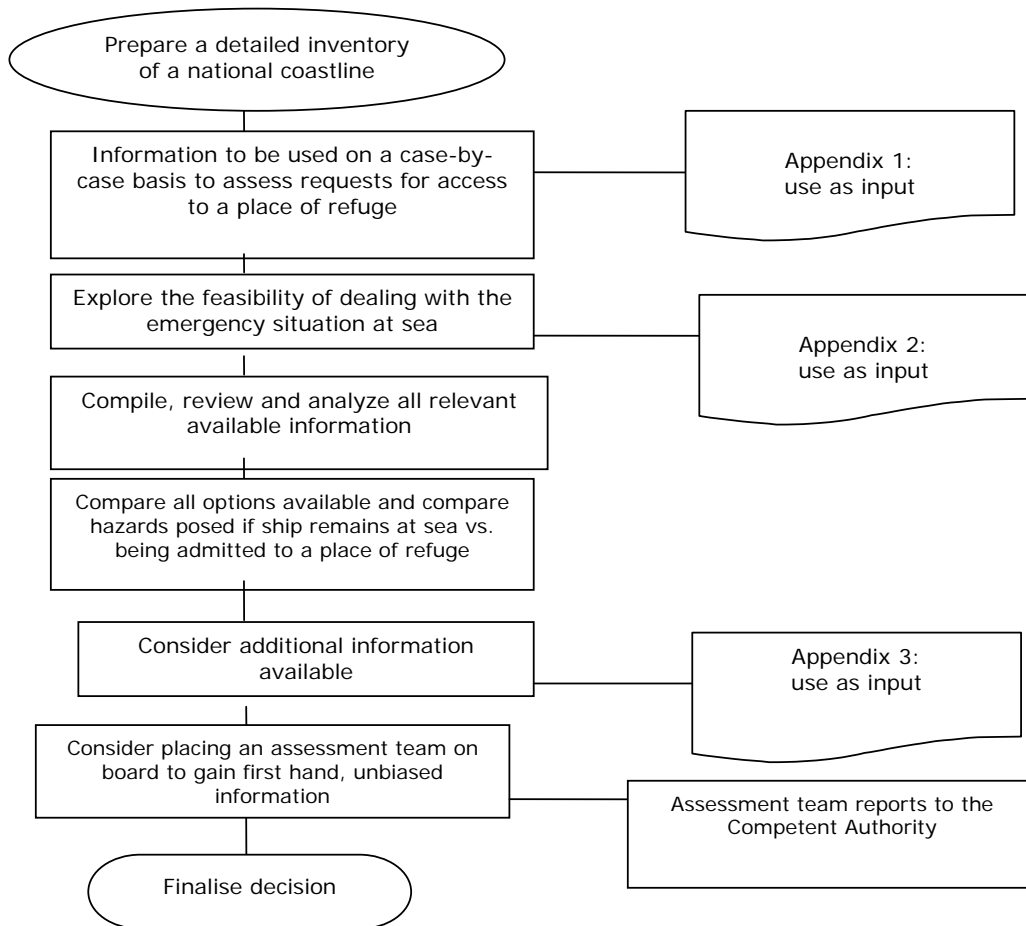 Prepare a detailed inventory
of a national coastline
Information to be used on a case-by-
case basis to assess requests for access
to a place of refuge
Appendix 1:
use as input
Explore the feasibility of dealing with the
emergency situation at sea
Appendix 2:
use as input
Compile, review and analyze all relevant
available information
Compare all options available and compare
hazards posed if ship remains at sea vs.
being admitted to a place of refuge
Consider additional information
available
Appendix 3:
use as input
Consider placing an assessment team on
board to gain first hand, unbiased
information
Assessment team reports to the
Competent Authority
Finalise decision